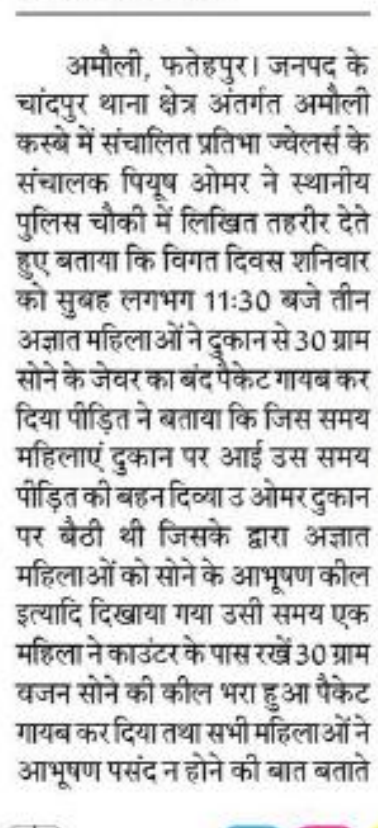 अमौली, फतेहपुर। जनपद के
चांदपुर थाना क्षेत्र अंतर्गत अमौली
कस्बे में संचालित प्रतिभा ज्वेलर्स के
संचालक पियूष ओमर ने स्थानीय
पुलिस चौकी में लिखित तहरीर देते
हुए बताया कि विगत दिवस शनिवार
को सुबह लगभग 11:30 बजे तीन
अज्ञात महिलाओं ने दुकान से 30 ग्राम
सोने के जेवर का बंद पैकेट गायब कर
दिया पीड़ित ने बताया कि जिस समय
महिलाएं दुकान पर आई उस समय
पीड़ित की बहन दिव्या उ ओमर दुकान
पर बैठी थी जिसके द्वारा अज्ञात
महिलाओं को सोने के आभूषण कील
इत्यादि दिखाया गया उसी समय एक
महिला ने काउंटर के पास रखें 30 ग्राम
वजन सोने की कील भरा हुआ पैकेट
गायब कर दिया तथा सभी महिलाओं ने
आभूषण पसंद न होने की बात बताते